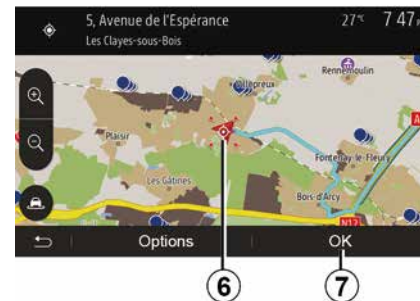 5, Avenue de l'Espérance
27°C
7 47
Les Clayes-sous-Bois
Rennemoulin
Villepreux
Plaisir
Fontenay-le-Fleury
Les Gâtines
Bois-d'Arcy
N12
A
Options
OK
6
7